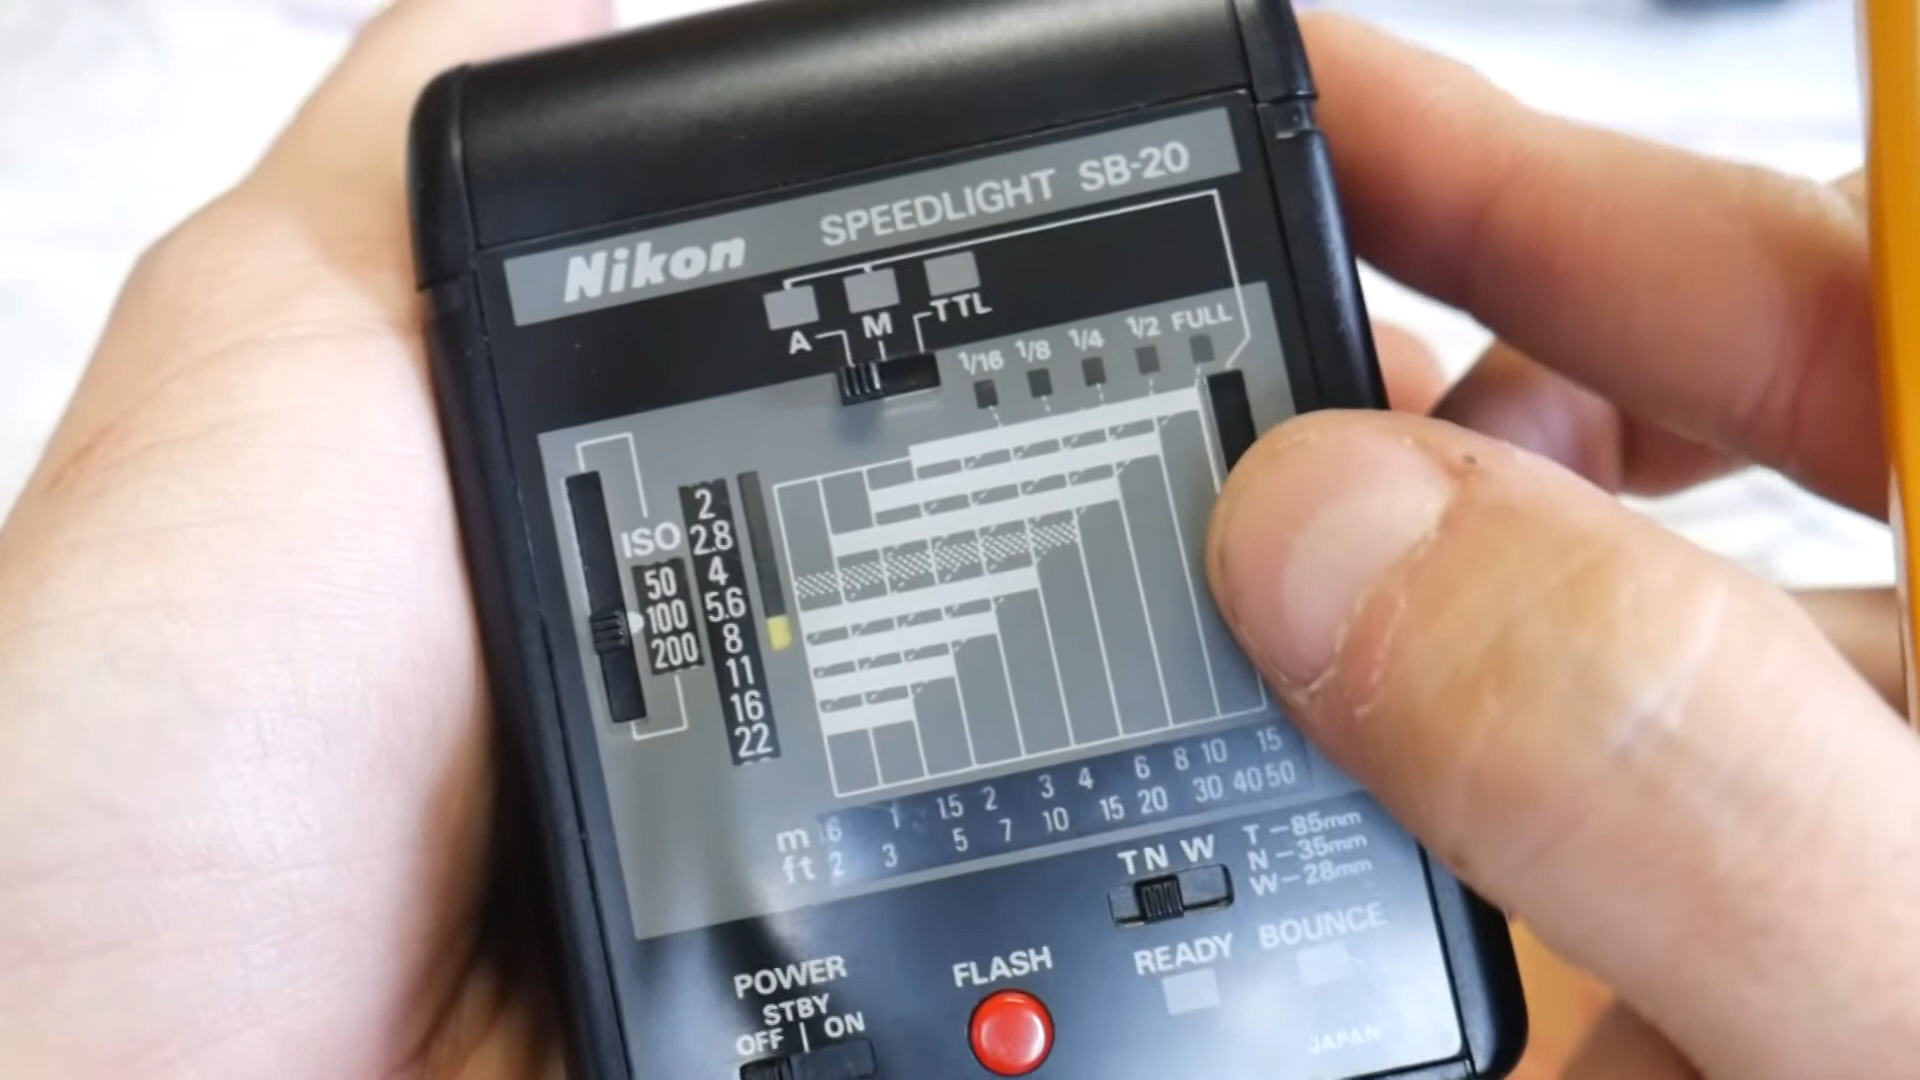 Nikon SPEEDLIGHT SB-20
A M TTL
1/16 1/8 1/4 1/2 FULL
ISO
50
100
200
2
2.8
4
5.6
8
11
16
22
m .6 1 1.5 2 3 4 6 8 10 15
ft 2 3 5 7 10 15 20 30 40 50
T N W
T-85mm
N-35mm
W-28mm
POWER
STBY
OFF | ON
FLASH
READY
BOUNCE
JAPAN